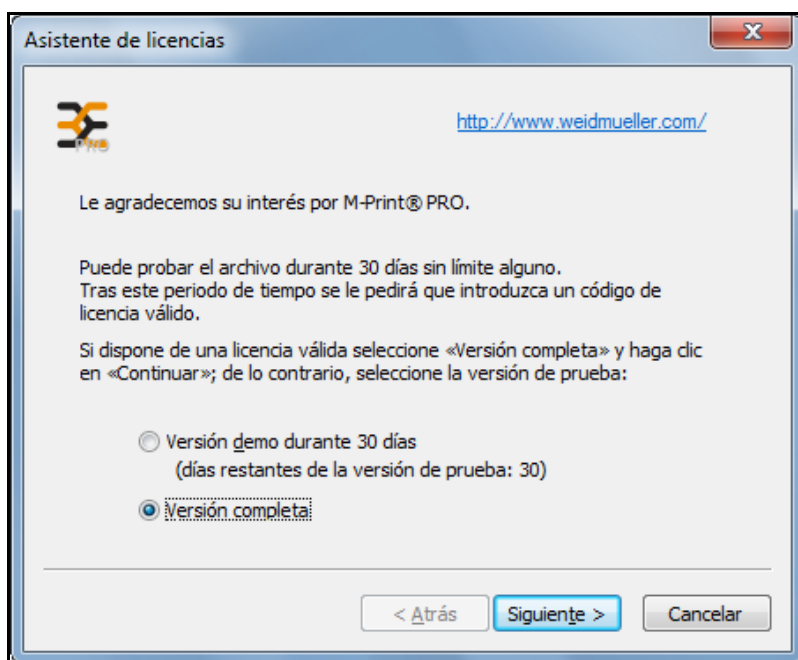 Asistente de licencias
PRO
http://www.weidmueller.com/
Le agradecemos su interés por M-Print® PRO.
Puede probar el archivo durante 30 días sin límite alguno.
Tras este periodo de tiempo se le pedirá que introduzca un código de
licencia válido.
Si dispone de una licencia válida seleccione «Versión completa» y haga clic
en «Continuar»; de lo contrario, seleccione la versión de prueba:
Versión demo durante 30 días
(días restantes de la versión de prueba: 30)
Versión completa
< Atrás
Siguiente >
Cancelar